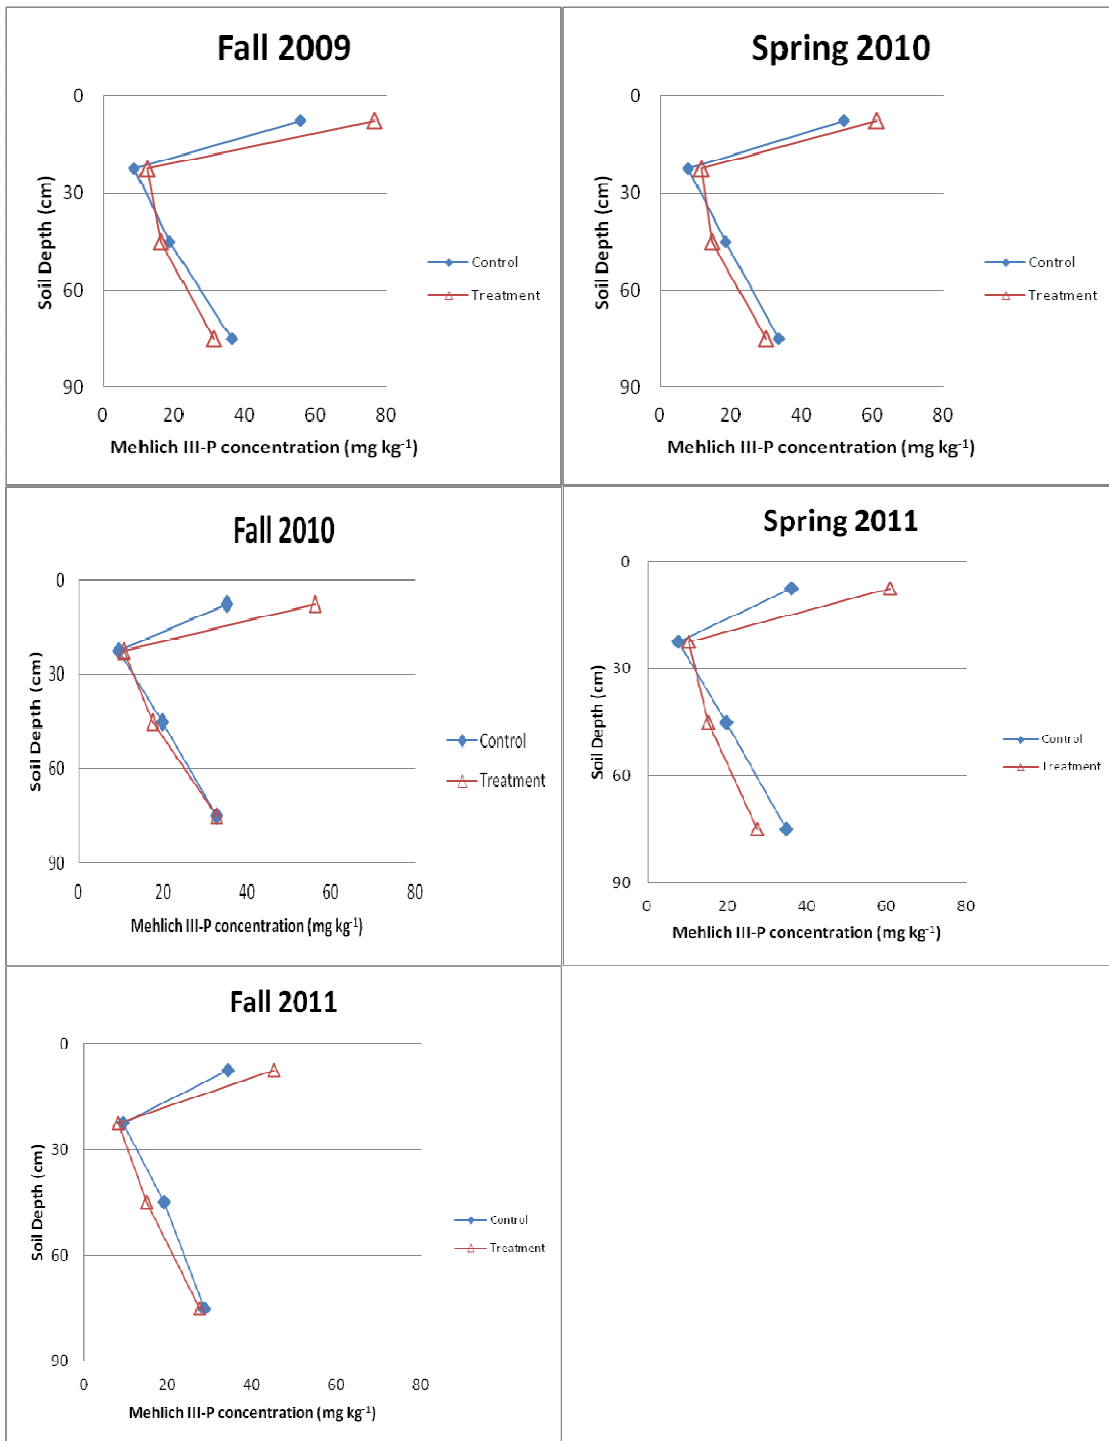 Fall 2009
0
30
60
90
Soil Depth (cm)
0 20 40 60 80
Mehlich III-P concentration (mg kg-1)
Control
Treatment
Spring 2010
0
30
60
90
Soil Depth (cm)
0 20 40 60 80
Mehlich III-P concentration (mg kg-1)
Control
Treatment
Fall 2010
0
30
60
90
Soil Depth (cm)
0 20 40 60 80
Mehlich III-P concentration (mg kg-1)
Control
Treatment
Spring 2011
0
30
60
90
Soil Depth (cm)
0 20 40 60 80
Mehlich III-P concentration (mg kg-1)
Control
Treatment
Fall 2011
0
30
60
90
Soil Depth (cm)
0 20 40 60 80
Mehlich III-P concentration (mg kg-1)
Control
Treatment